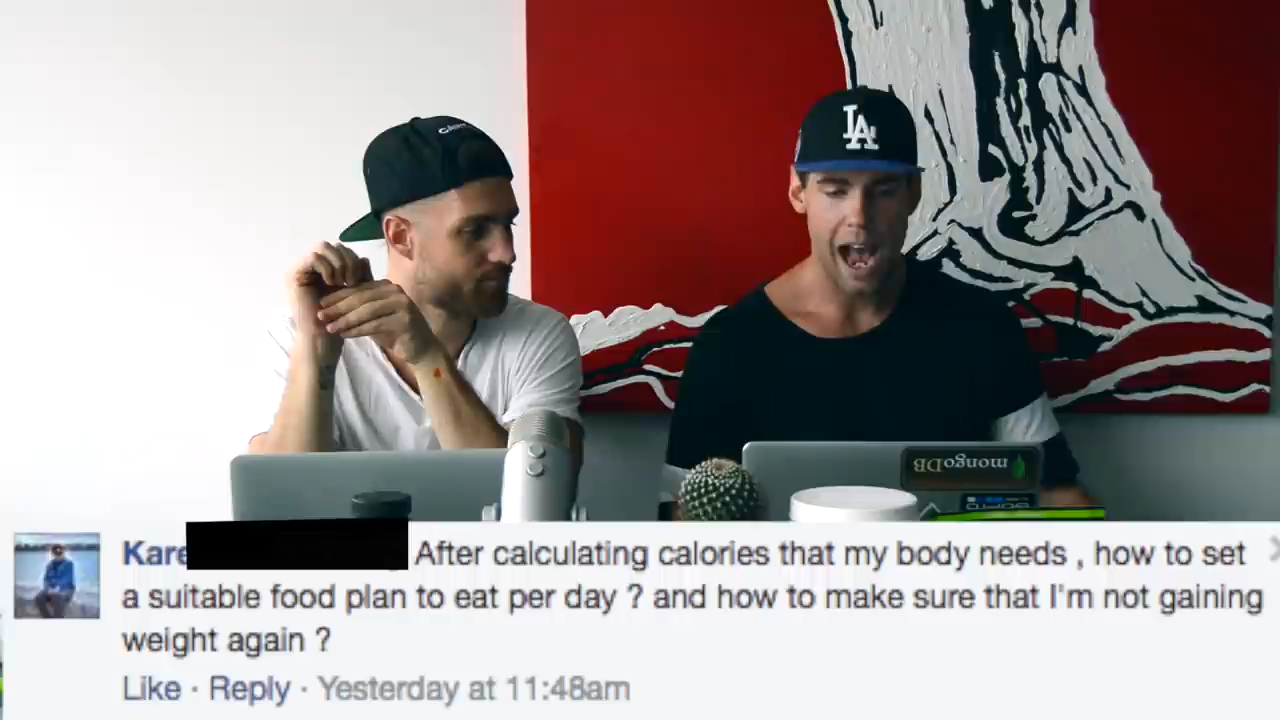 LA
mongoDB
GoPro
Kare
After calculating calories that my body needs , how to set
a suitable food plan to eat per day ? and how to make sure that I'm not gaining
weight again ?
Like · Reply · Yesterday at 11:48am